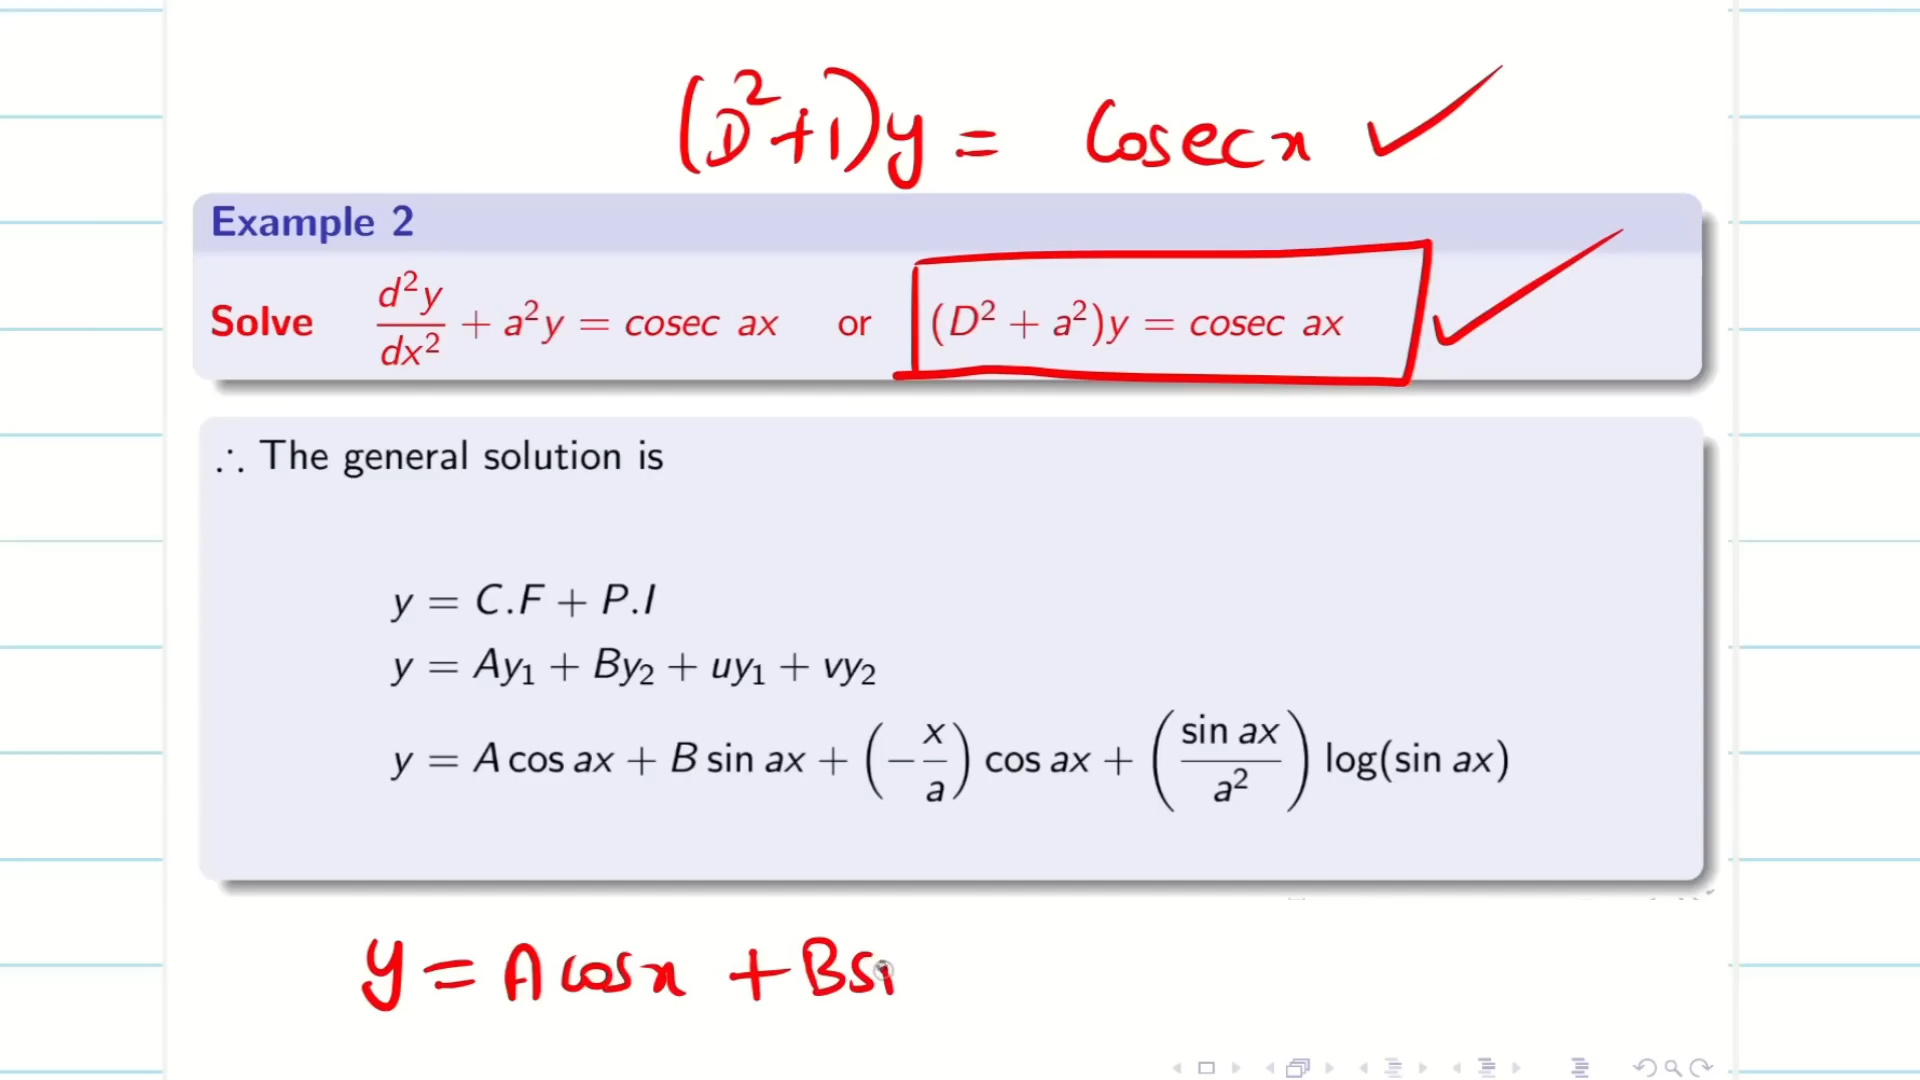 (D²+1)y = Cosec x ✓
Example 2
Solve d²y/dx² + a²y = cosec ax or (D² + a²)y = cosec ax ✓
∴ The general solution is
y = C.F + P.I
y = Ay₁ + By₂ + uy₁ + vy₂
y = A cos ax + B sin ax + (−x/a) cos ax + (sin ax/a²) log(sin ax)
y = A cos x + B si